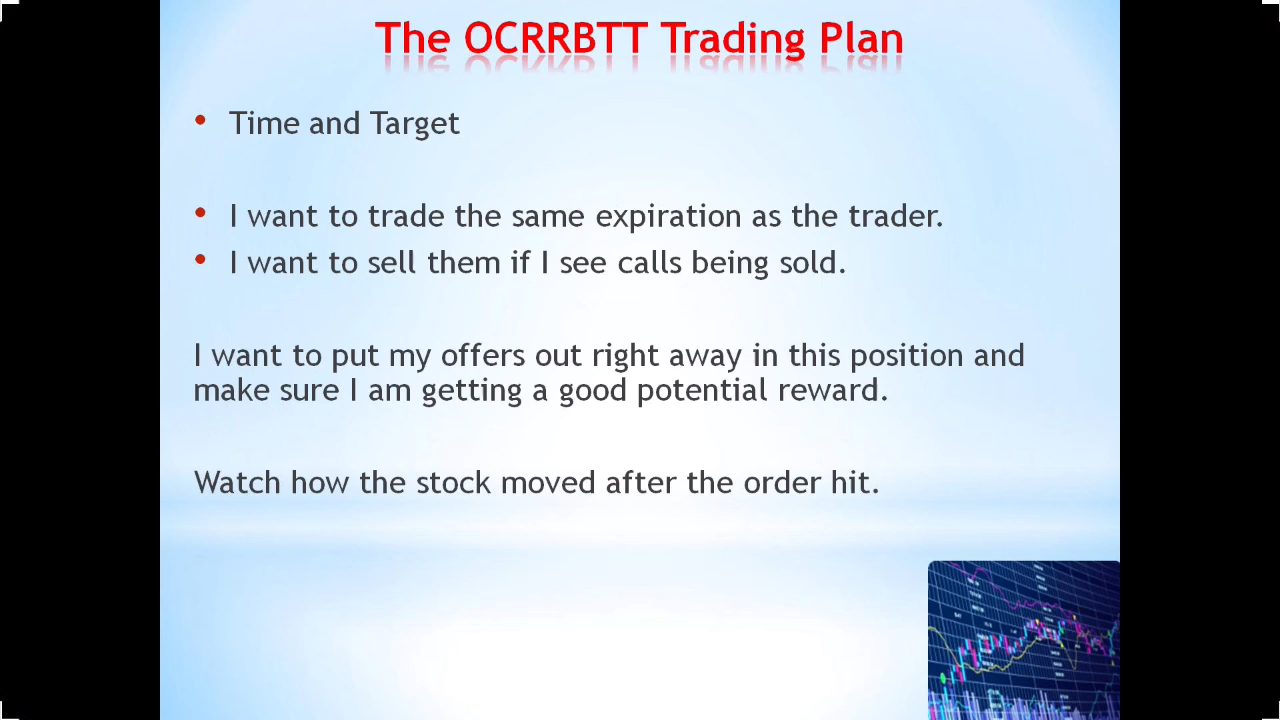 The OCRRBTT Trading Plan
• Time and Target
• I want to trade the same expiration as the trader.
• I want to sell them if I see calls being sold.
I want to put my offers out right away in this position and
make sure I am getting a good potential reward.
Watch how the stock moved after the order hit.